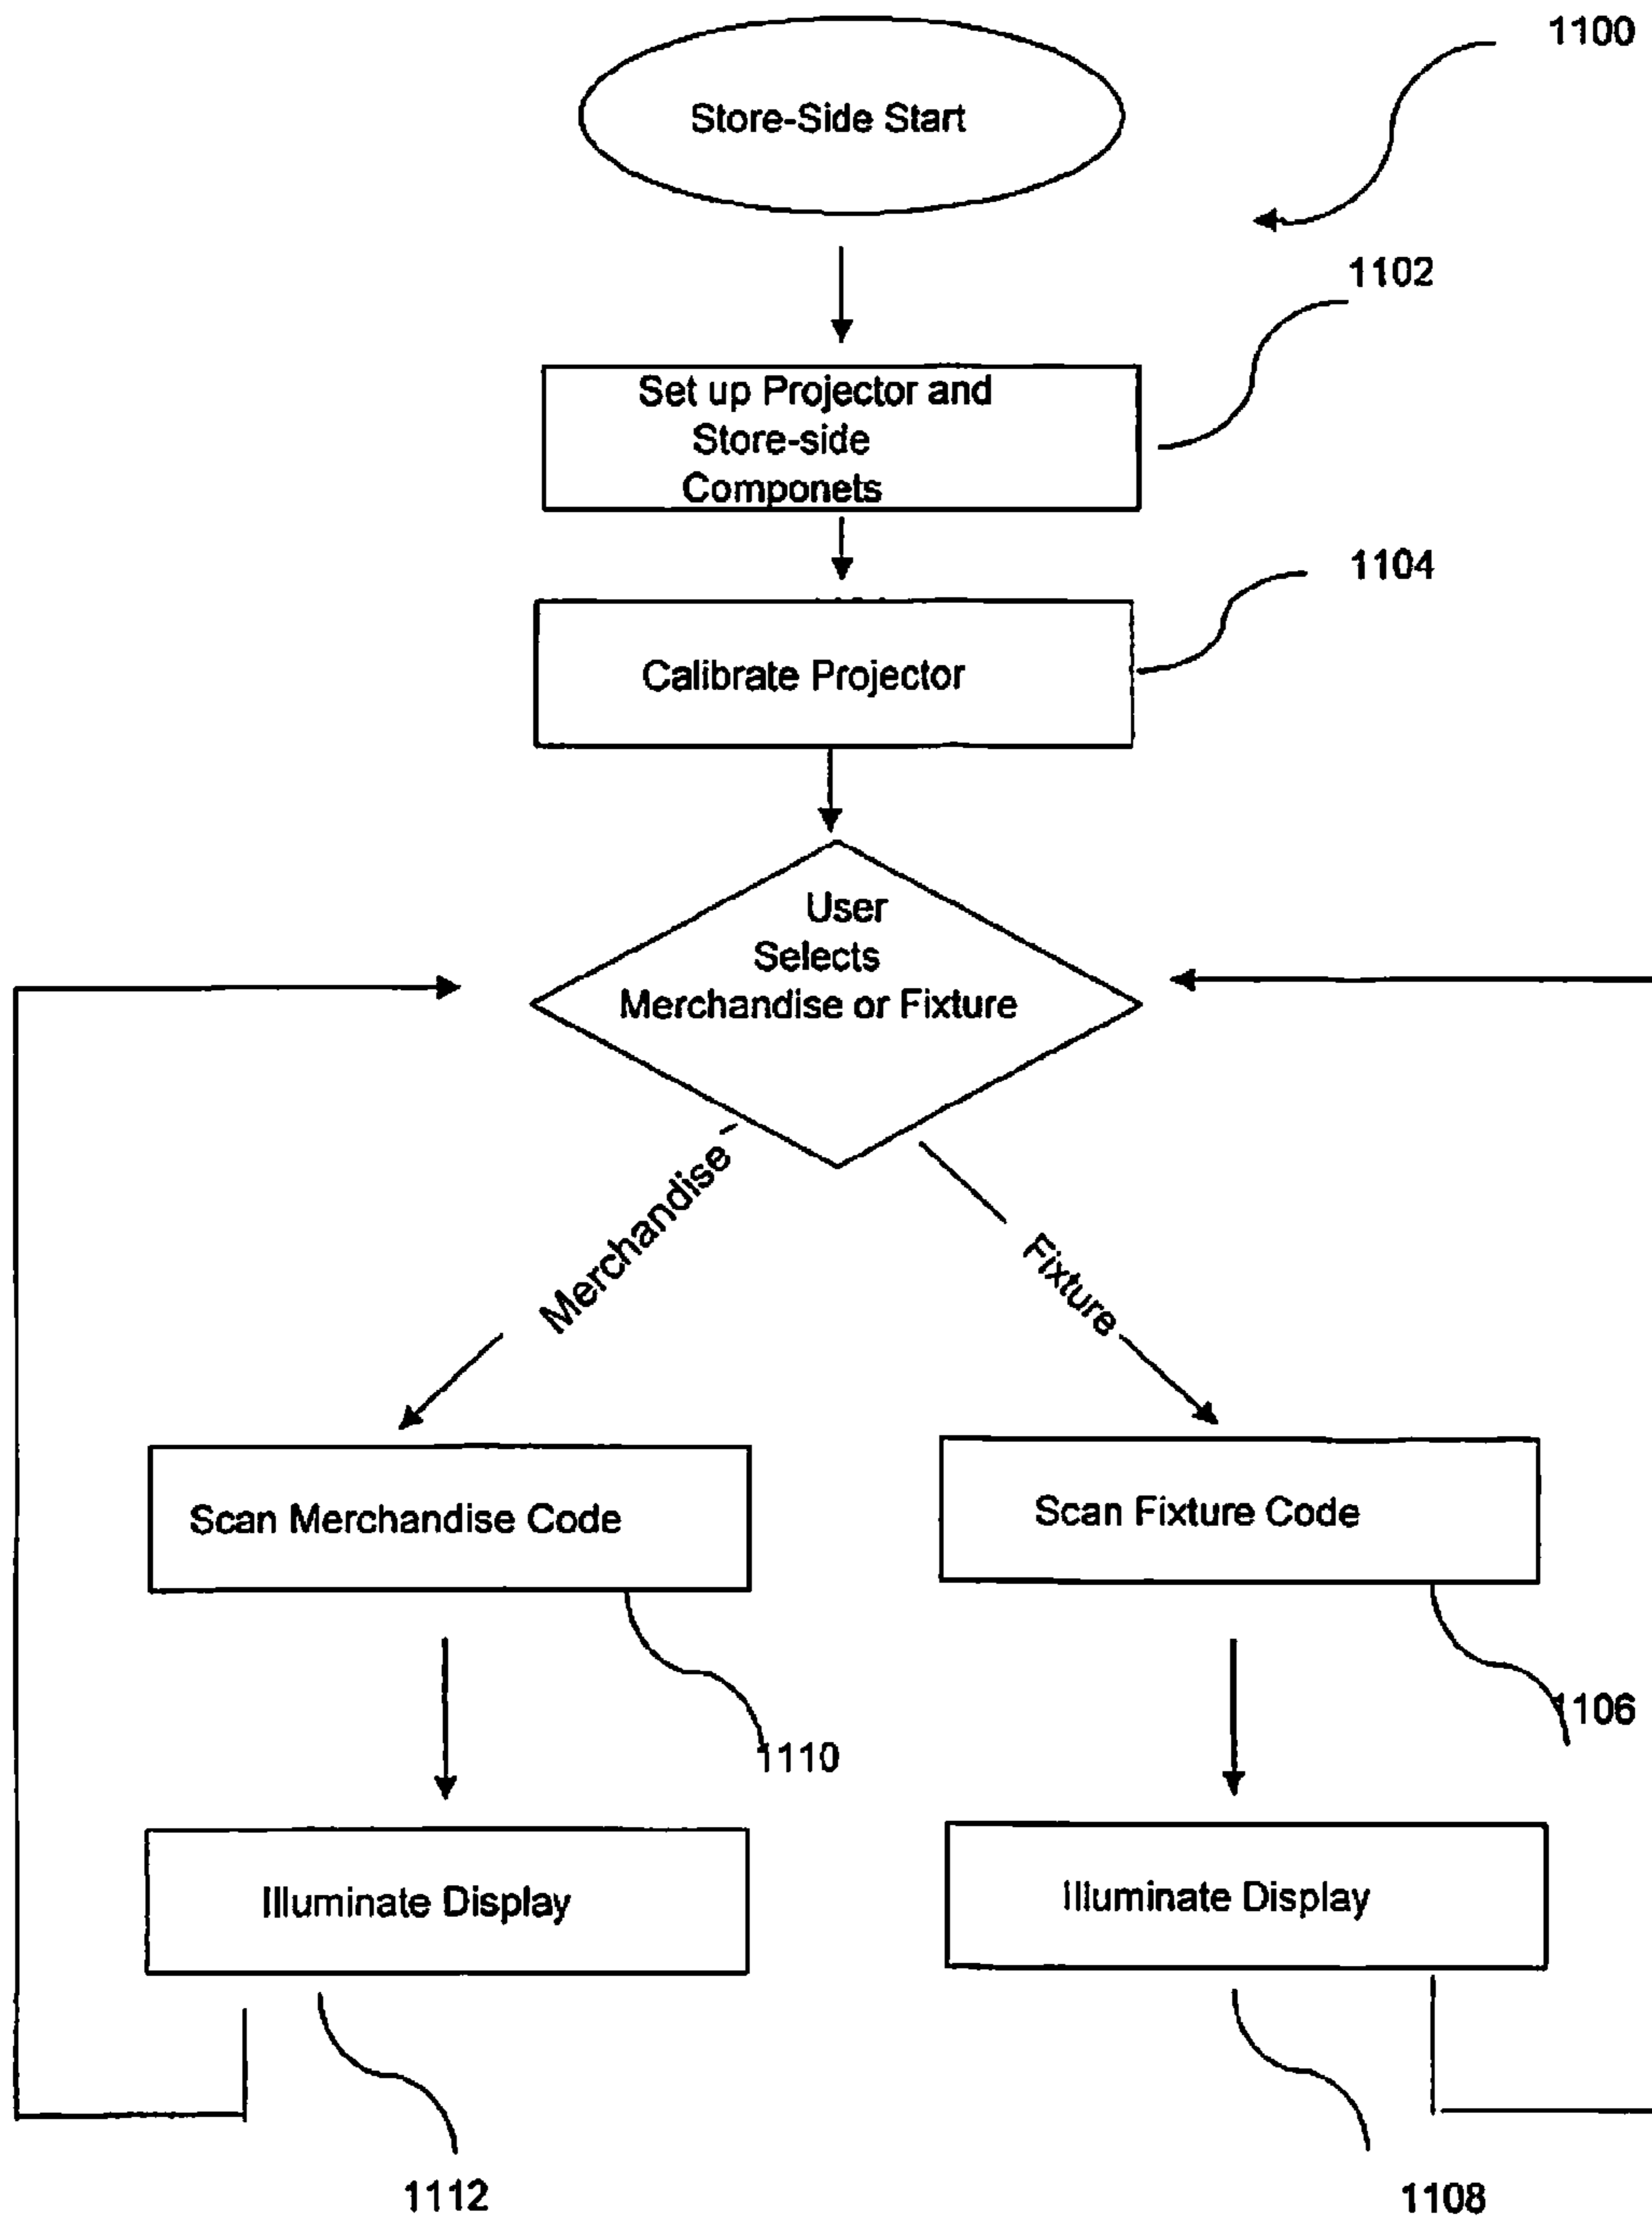 1100
Store-Side Start
1102
Set up Projector and
Store-side
Componets
1104
Calibrate Projector
User
Selects
Merchandise or Fixture
Merchandise
Fixture
Scan Merchandise Code
Scan Fixture Code
1106
1110
Illuminate Display
Illuminate Display
1112
1108